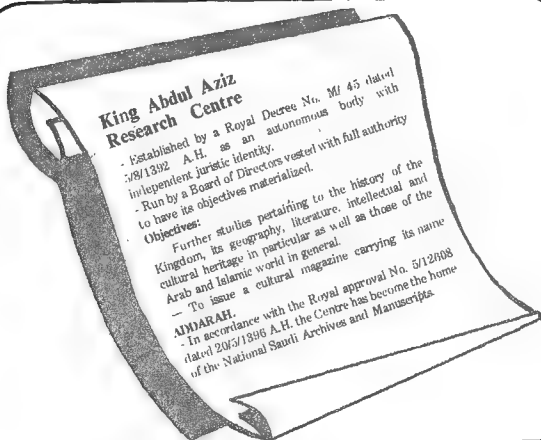 King Abdul Aziz
Research Centre
- Established by a Royal Decree No. M/ 45 dated
5/8/1392 A.H. as an autonomous body with
independent juristic identity.
- Run by a Board of Directors vested with full authority
to have its objectives materialized.
Objectives:
Further studies pertaining to the history of the
Kingdom, its geography, literature, intellectual and
cultural heritage in particular as well as those of the
Arab and Islamic world in general.
— To issue a cultural magazine carrying its name
ADDARAH.
- In accordance with the Royal approval No. 5/12608
dated 20/5/1396 A.H. the Centre has become the home
of the National Saudi Archives and Manuscripts.